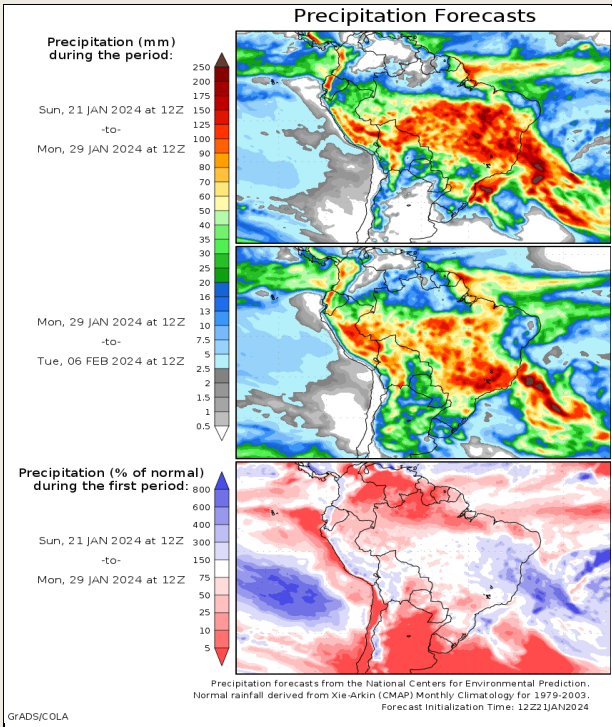 Precipitation Forecasts
Precipitation (mm)
during the period:
250
200
175
150
125
100
90
80
70
60
50
40
35
30
25
20
16
13
10
7.5
5
2.5
2
1.5
1
0.5
Sun, 21 JAN 2024 at 12Z
-to-
Mon, 29 JAN 2024 at 12Z
Mon, 29 JAN 2024 at 12Z
-to-
Tue, 06 FEB 2024 at 12Z
Precipitation (% of normal)
during the first period:
800
600
400
300
150
75
50
25
10
5
Sun, 21 JAN 2024 at 12Z
-to-
Mon, 29 JAN 2024 at 12Z
Precipitation forecasts from the National Centers for Environmental Prediction.
Normal rainfall derived from Xie-Arkin (CMAP) Monthly Climatology for 1979-2003.
Forecast Initialization Time: 12Z21JAN2024
GrADS/COLA